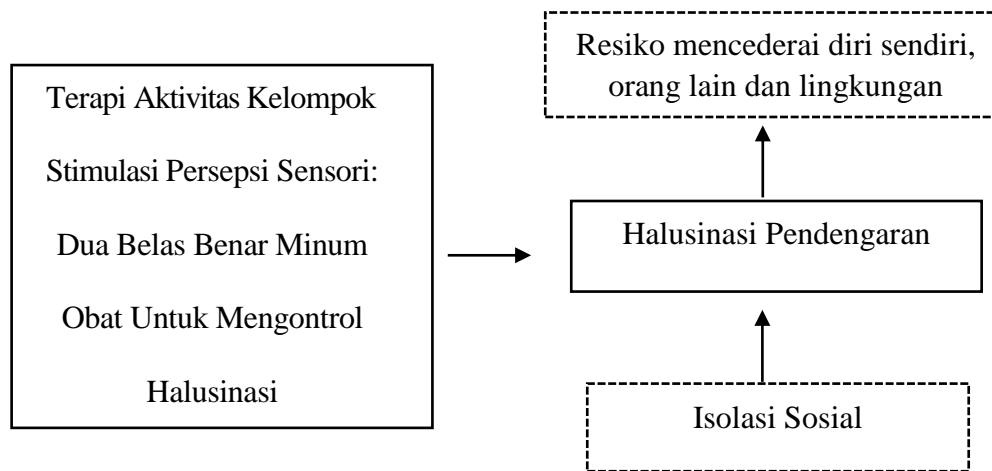 Terapi Aktivitas Kelompok
Stimulasi Persepsi Sensori:
Dua Belas Benar Minum
Obat Untuk Mengontrol
Halusinasi
Resiko mencederai diri sendiri,
orang lain dan lingkungan
Halusinasi Pendengaran
Isolasi Sosial